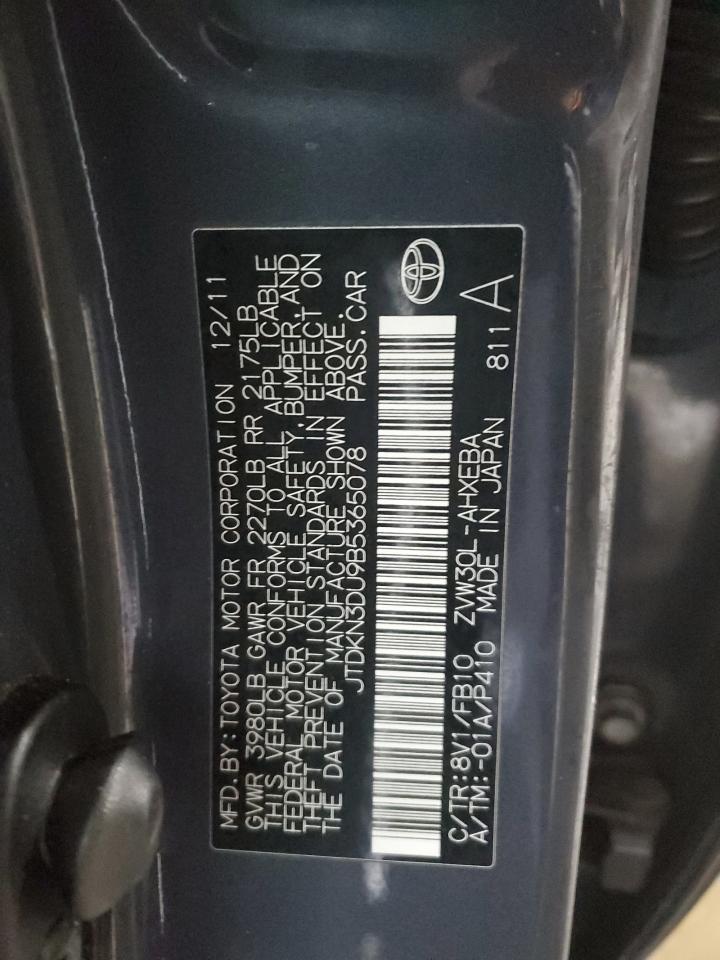 MFD. BY: TOYOTA MOTOR CORPORATION 12/11
GVWR 3980LB GAWR FR 2270LB RR 2175LB
THIS VEHICLE CONFORMS TO ALL APPLICABLE
FEDERAL MOTOR VEHICLE SAFETY, BUMPER, AND
THEFT PREVENTION STANDARDS IN EFFECT ON
THE DATE OF MANUFACTURE SHOWN ABOVE.
JTDKN3DU9B5365078 PASS.CAR
C/TR:8V1/FB10 ZVW30L-AHXEBA
A/TM:-01A/P410 MADE IN JAPAN 811 A